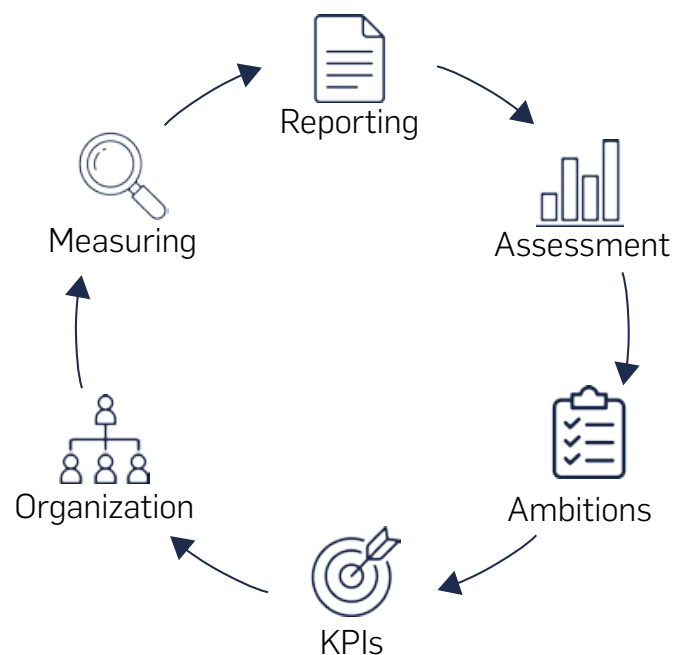 Reporting
Assessment
Ambitions
KPIs
Organization
Measuring